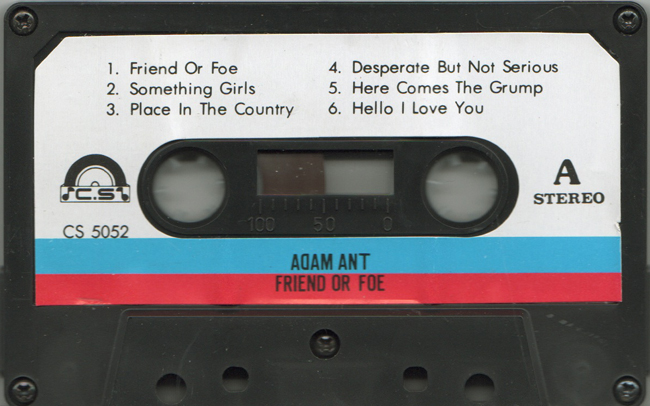 1. Friend Or Foe
2. Something Girls
3. Place In The Country
4. Desperate But Not Serious
5. Here Comes The Grump
6. Hello I Love You
C.S
CS 5052
100 50 0
A
STEREO
ADAM ANT
FRIEND OR FOE